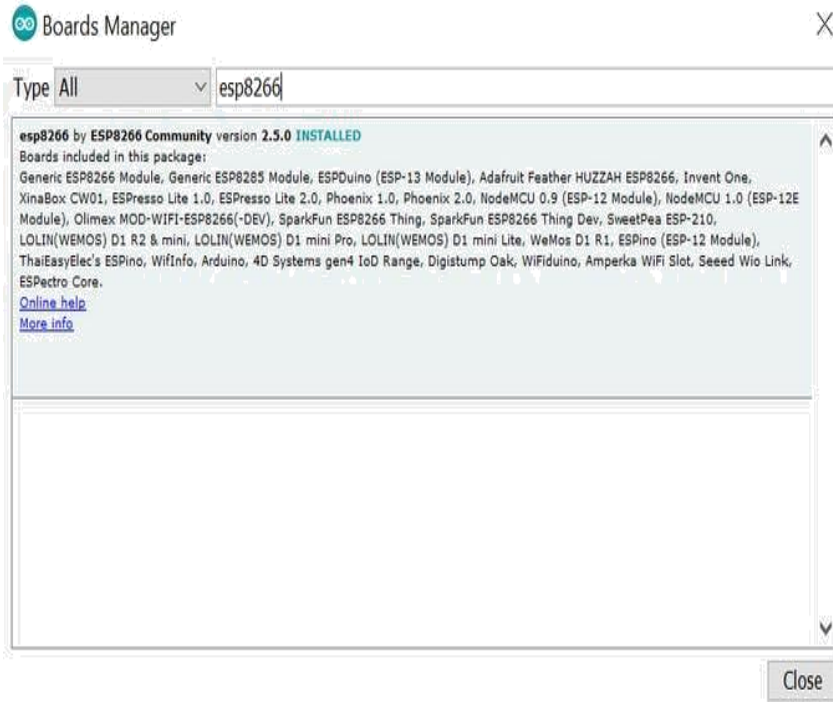 Boards Manager
Type All esp8266
esp8266 by ESP8266 Community version 2.5.0 INSTALLED
Boards included in this package:
Generic ESP8266 Module, Generic ESP8285 Module, ESPDuino (ESP-13 Module), Adafruit Feather HUZZAH ESP8266, Invent One,
XinaBox CW01, ESPresso Lite 1.0, ESPresso Lite 2.0, Phoenix 1.0, Phoenix 2.0, NodeMCU 0.9 (ESP-12 Module), NodeMCU 1.0 (ESP-12E
Module), Olimex MOD-WIFI-ESP8266(-DEV), SparkFun ESP8266 Thing, SparkFun ESP8266 Thing Dev, SweetPea ESP-210,
LOLIN(WEMOS) D1 R2 & mini, LOLIN(WEMOS) D1 mini Pro, LOLIN(WEMOS) D1 mini Lite, WeMos D1 R1, ESPino (ESP-12 Module),
ThaiEasyElec's ESPino, WifInfo, Arduino, 4D Systems gen4 IoD Range, Digistump Oak, WiFiduino, Amperka WiFi Slot, Seeed Wio Link,
ESPectro Core.
Online help
More info
Close